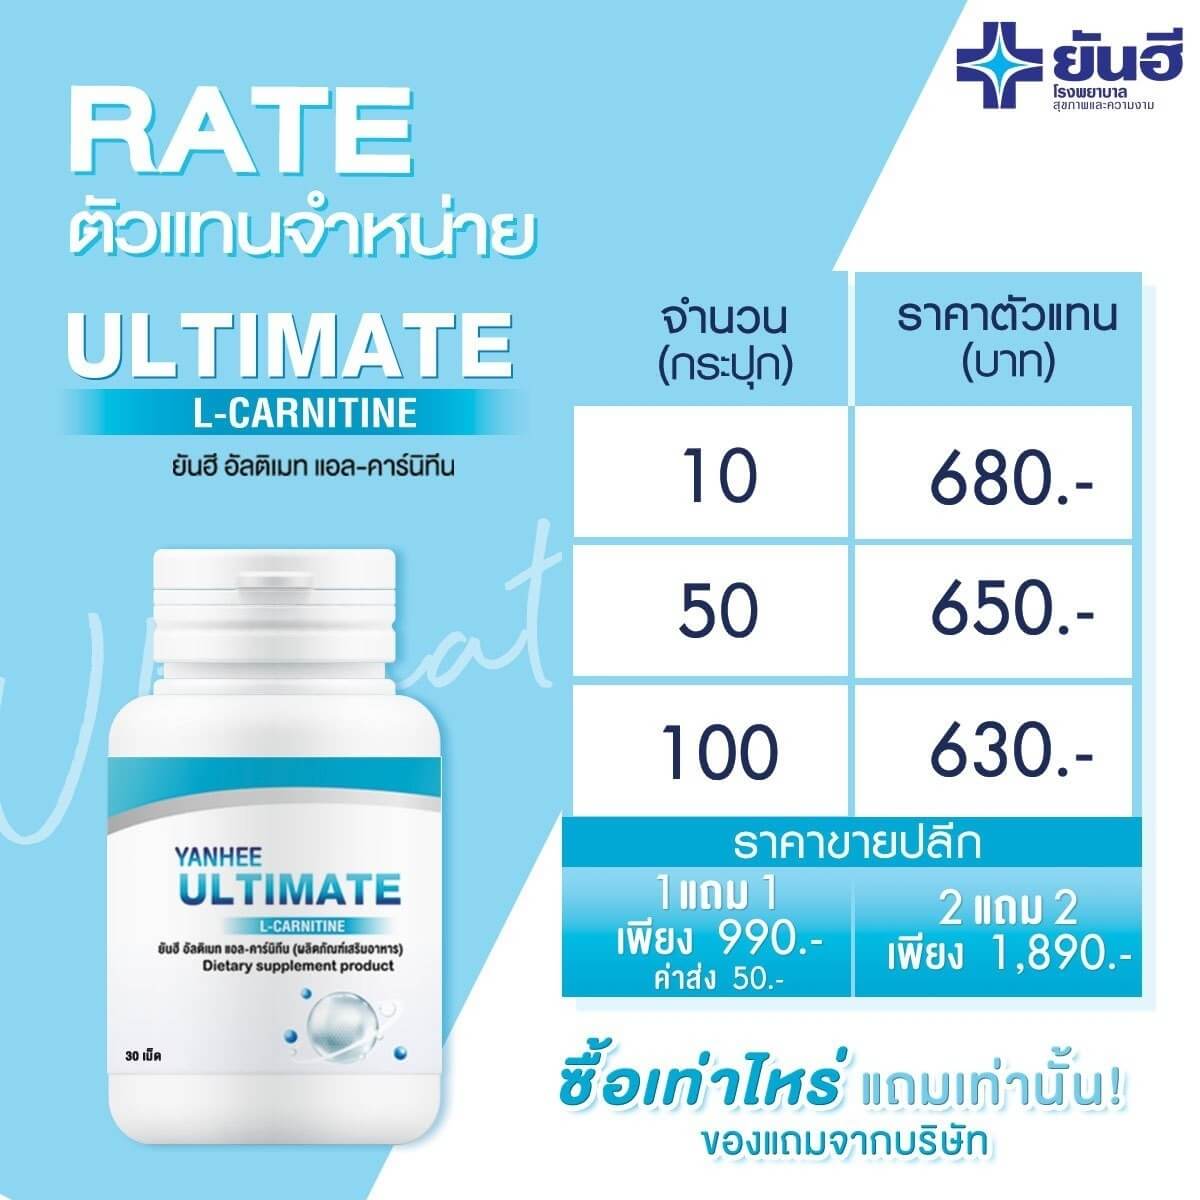 ยันฮี
โรงพยาบาล
สุขภาพและความงาม
RATE
ตัวแทนจำหน่าย
ULTIMATE
L-CARNITINE
ยันฮี อัลติเมท แอล-คาร์นิทีน
จำนวน
(กระปุก)
ราคาตัวแทน
(บาท)
10
680.-
50
650.-
100
630.-
ราคาขายปลีก
1 แถม 1
เพียง 990.-
ค่าส่ง 50.-
2 แถม 2
เพียง 1,890.-
YANHEE
ULTIMATE
L-CARNITINE
ยันฮี อัลติเมท แอล-คาร์นิทีน (ผลิตภัณฑ์เสริมอาหาร)
Dietary supplement product
30 เม็ด
ซื้อเท่าไหร่ แถมเท่านั้น!
ของแถมจากบริษัท